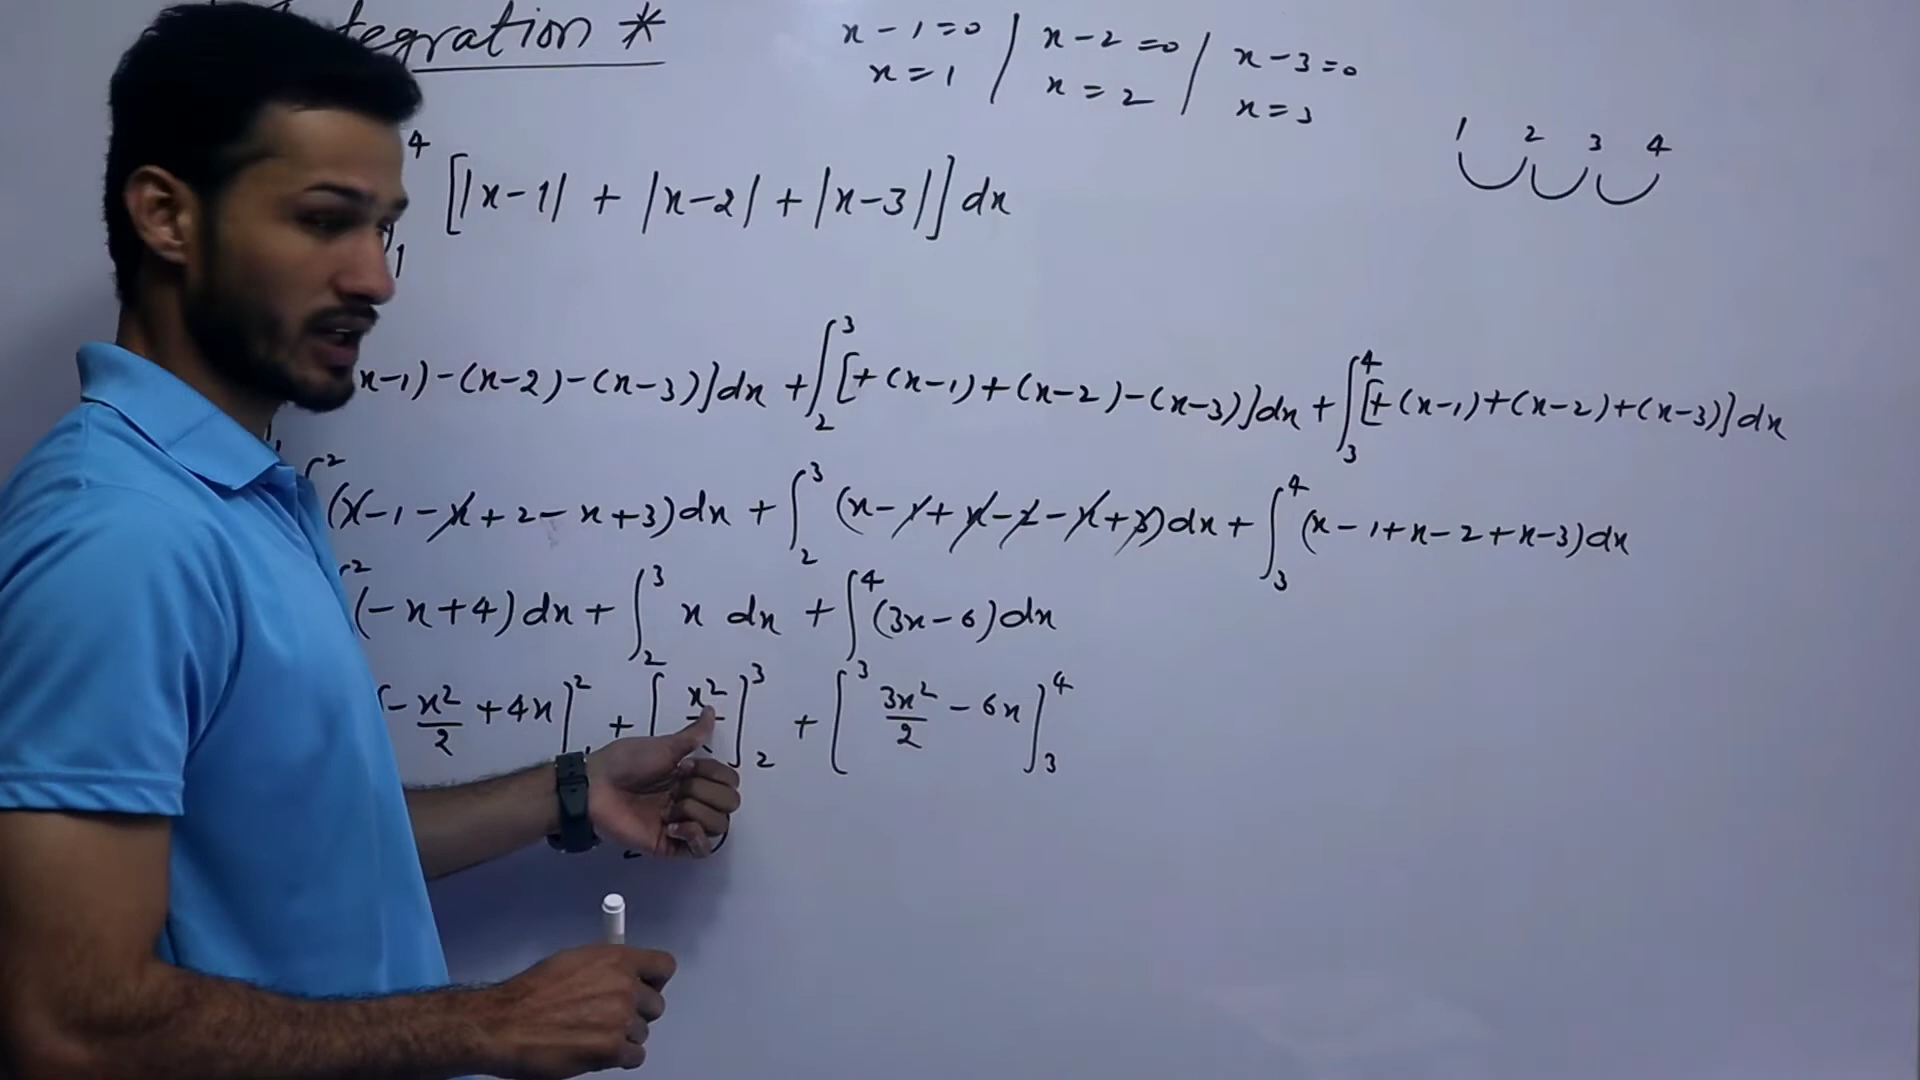 tegration *
x - 1 = 0 / x - 2 = 0 / x - 3 = 0
x = 1 / x = 2 / x = 3
1 2 3 4
∫₁⁴ [|x-1| + |x-2| + |x-3|] dx
x-1) - (x-2) - (x-3)] dx + ∫₂³ [+(x-1) + (x-2) - (x-3)] dx + ∫₃⁴ [+(x-1) + (x-2) + (x-3)] dx
∫² (x - 1 - x + 2 - x + 3) dx + ∫₂³ (x - 1 + x - 2 - x + 3) dx + ∫₃⁴ (x - 1 + x - 2 + x - 3) dx
∫² (-x + 4) dx + ∫₂³ x dx + ∫₃⁴ (3x - 6) dx
[-x²/2 + 4x]₁² + [x²/ ]₂³ + [3x²/2 - 6x]₃⁴